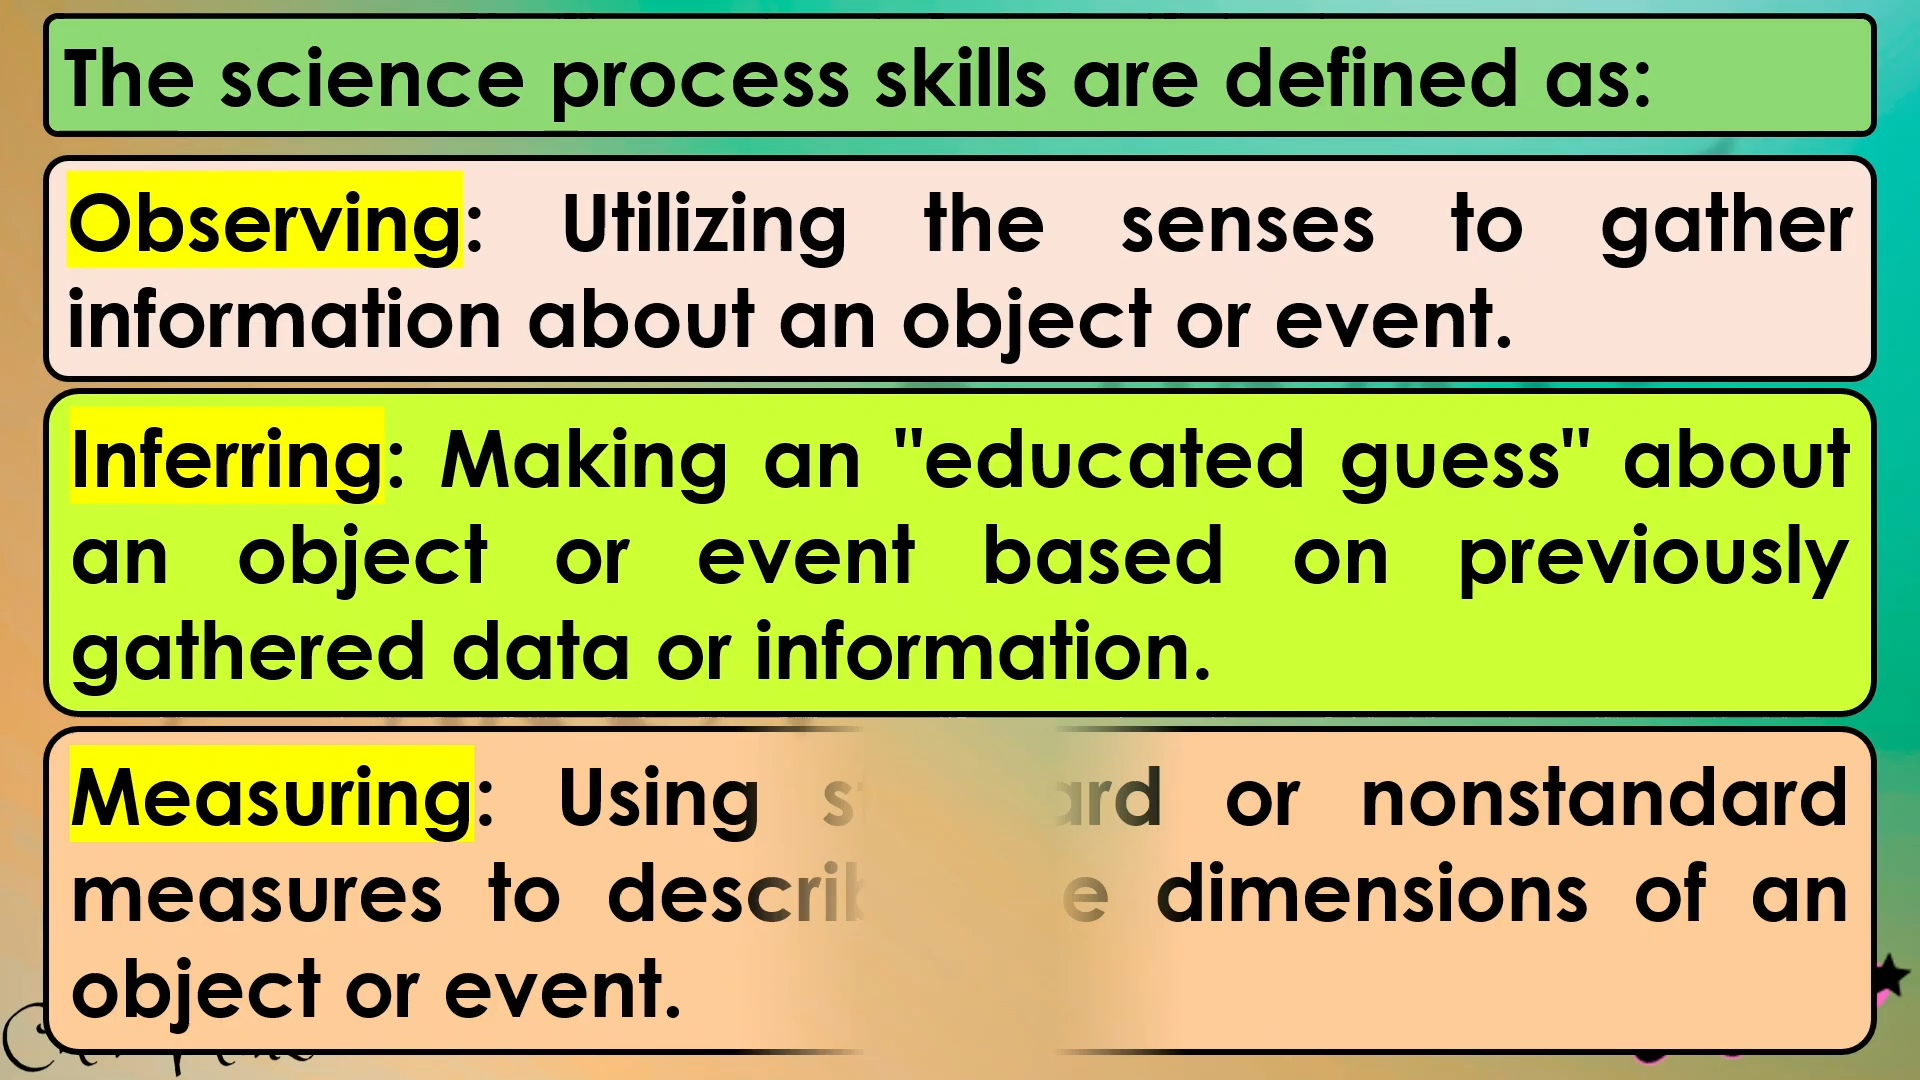 The science process skills are defined as:
Observing: Utilizing the senses to gather
information about an object or event.
Inferring: Making an "educated guess" about
an object or event based on previously
gathered data or information.
Measuring: Using or nonstandard
measures to dimensions of an
object or event.